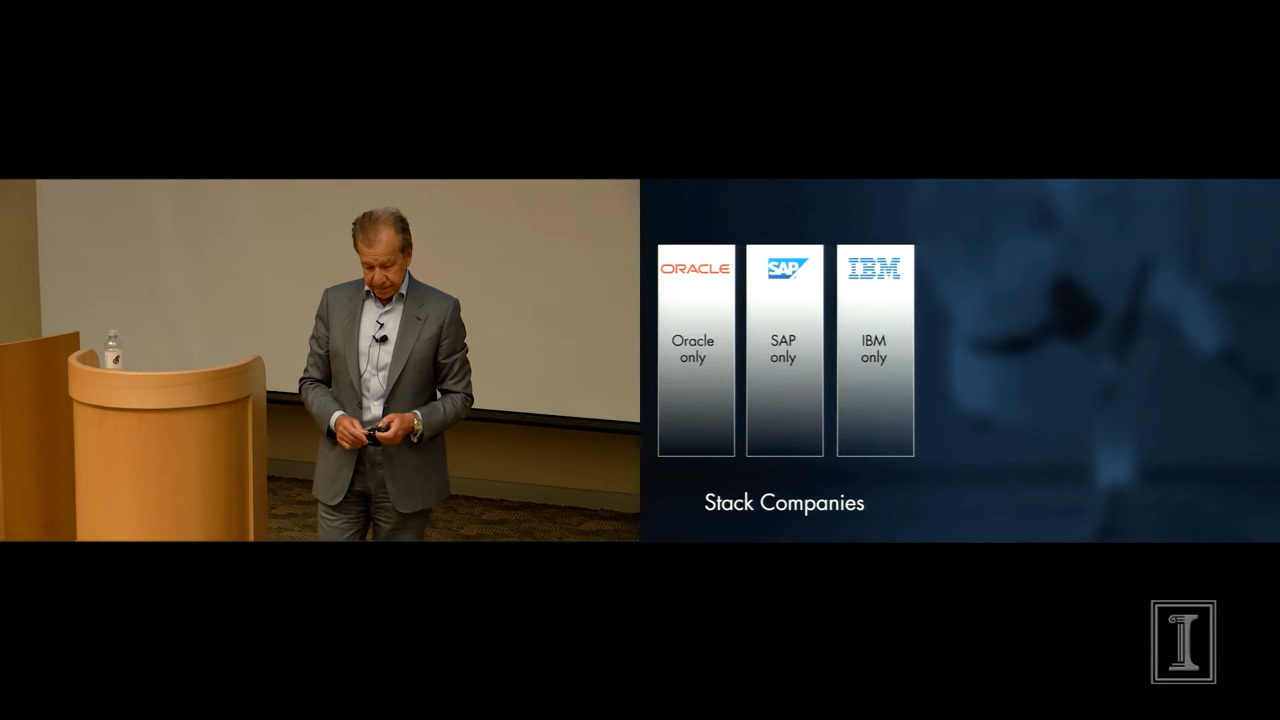 ORACLE
Oracle
only
SAP
SAP
only
IBM
IBM
only
Stack Companies
I